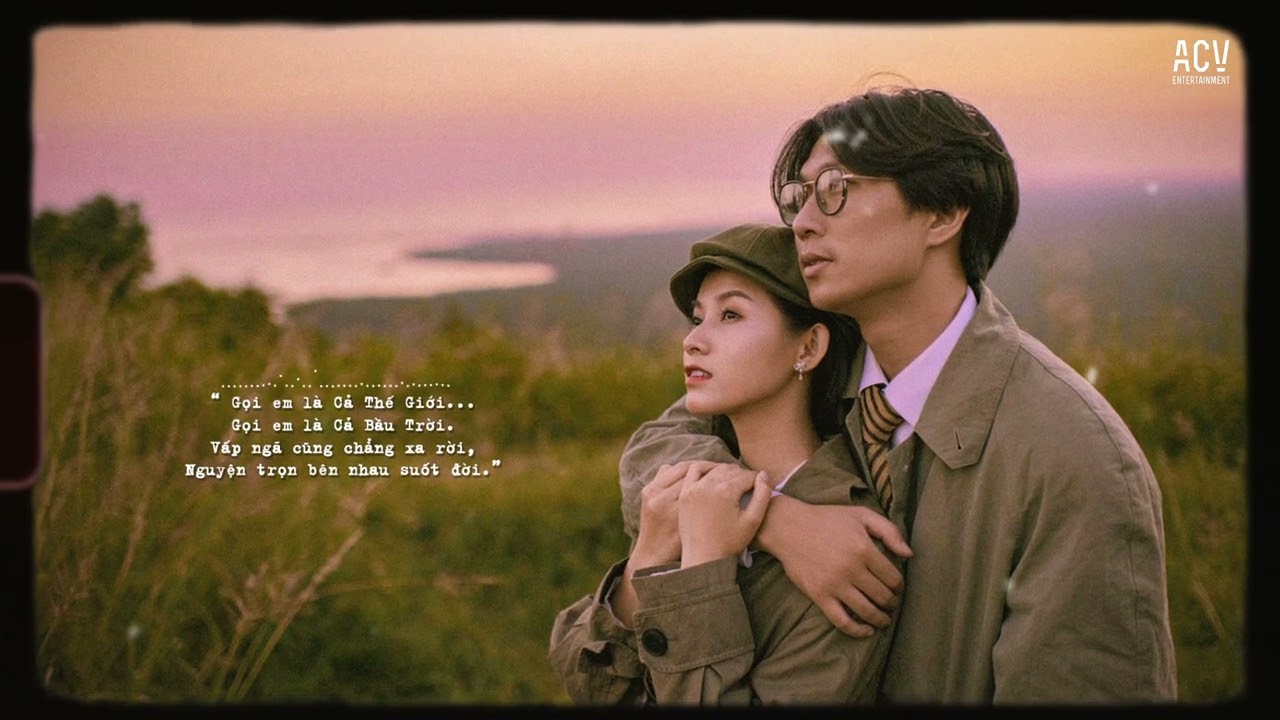 ACV
ENTERTAINMENT
“ Gọi em là Cả Thế Giới...
Gọi em là Cả Bầu Trời.
Vấp ngã cũng chẳng xa rời,
Nguyện trọn bên nhau suốt đời.”